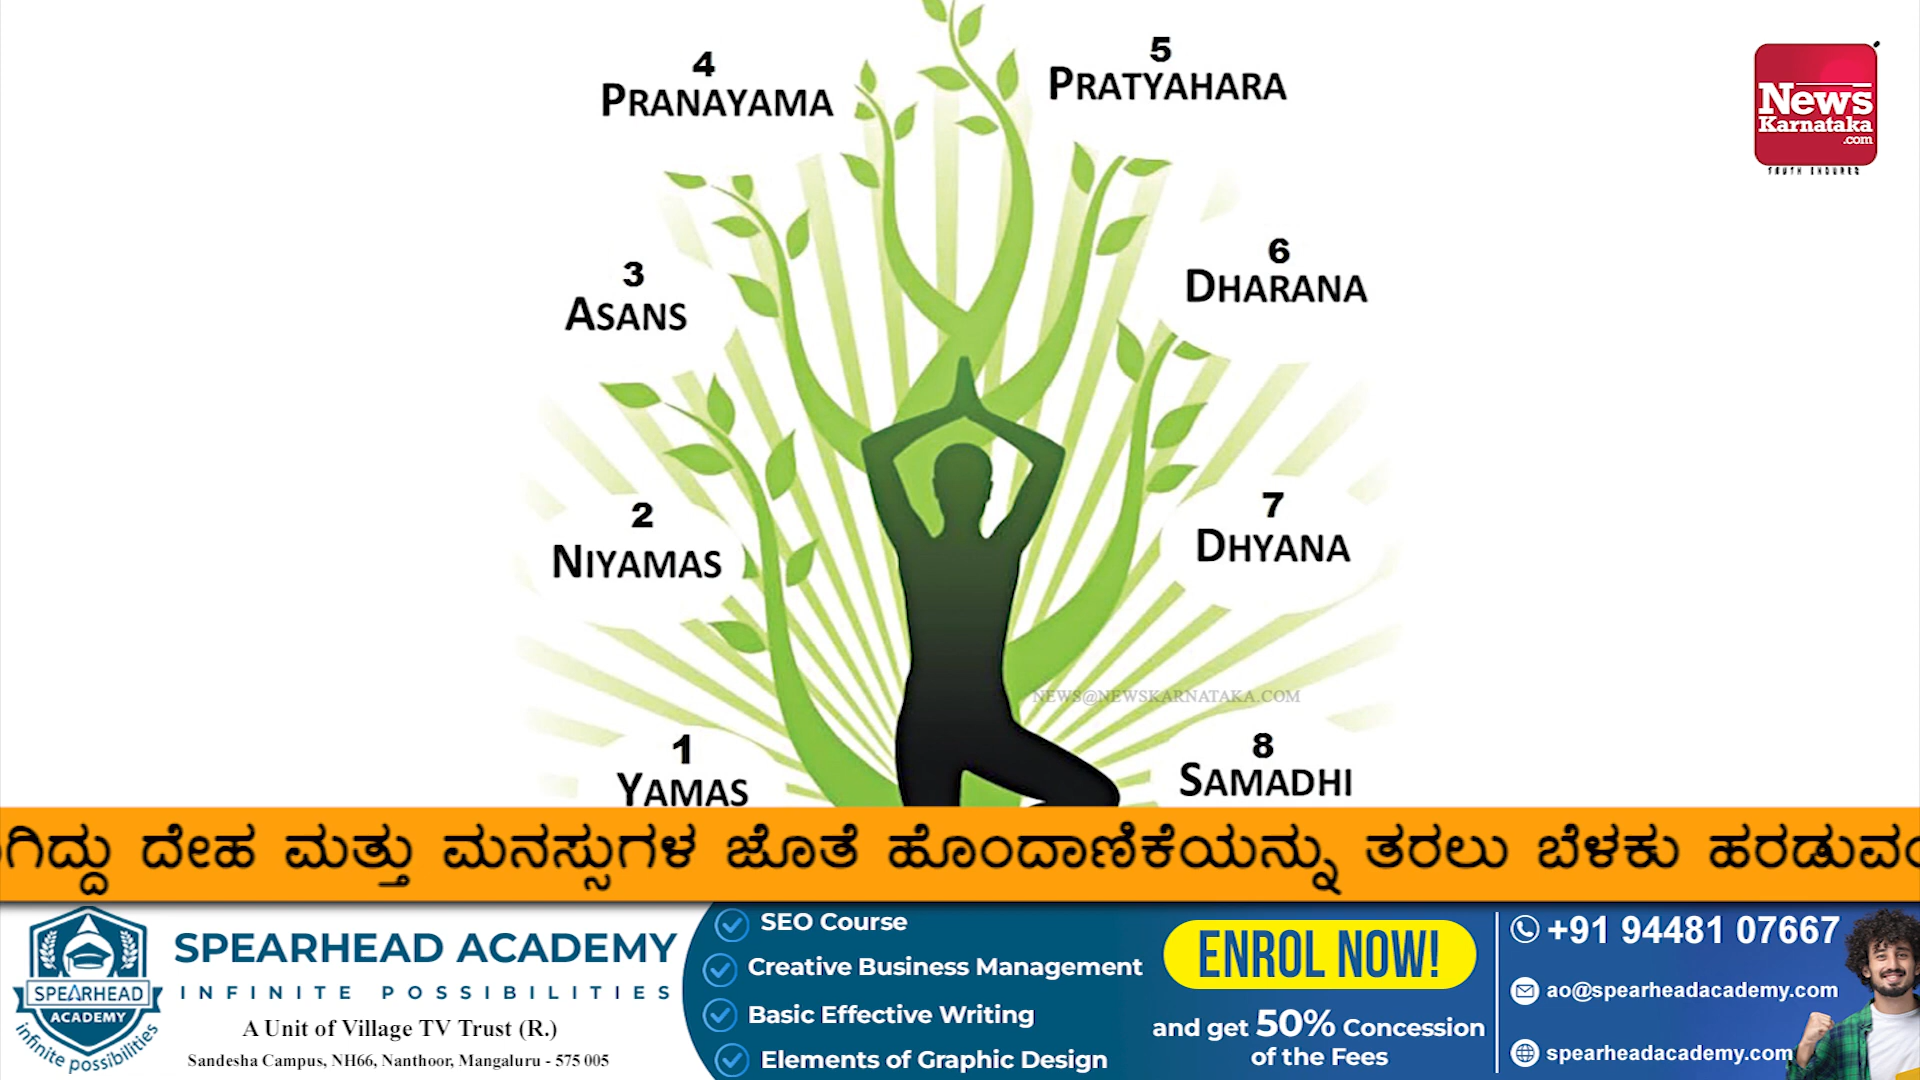 4
PRANAYAMA
5
PRATYAHARA
News
Karnataka
.com
3
ASANS
6
DHARANA
2
NIYAMAS
7
DHYANA
NEWS@NEWSKARNATAKA.COM
1
YAMAS
8
SAMADHI
ದೇಹ ಮತ್ತು ಮನಸ್ಸುಗಳ ಜೊತೆ ಹೊಂದಾಣಿಕೆಯನ್ನು ತರಲು ಬೆಳಕು
SPEARHEAD
ACADEMY
infinite possibilities
SPEARHEAD ACADEMY
INFINITE POSSIBILITIES
A Unit of Village TV Trust (R.)
Sandesha Campus, NH66, Nanthoor, Mangaluru - 575 005
SEO Course
Creative Business Management
Basic Effective Writing
Elements of Graphic Design
ENROL NOW!
and get 50% Concession
of the Fees
+91 94481 07667
ao@spearheadacademy.com
spearheadacademy.com